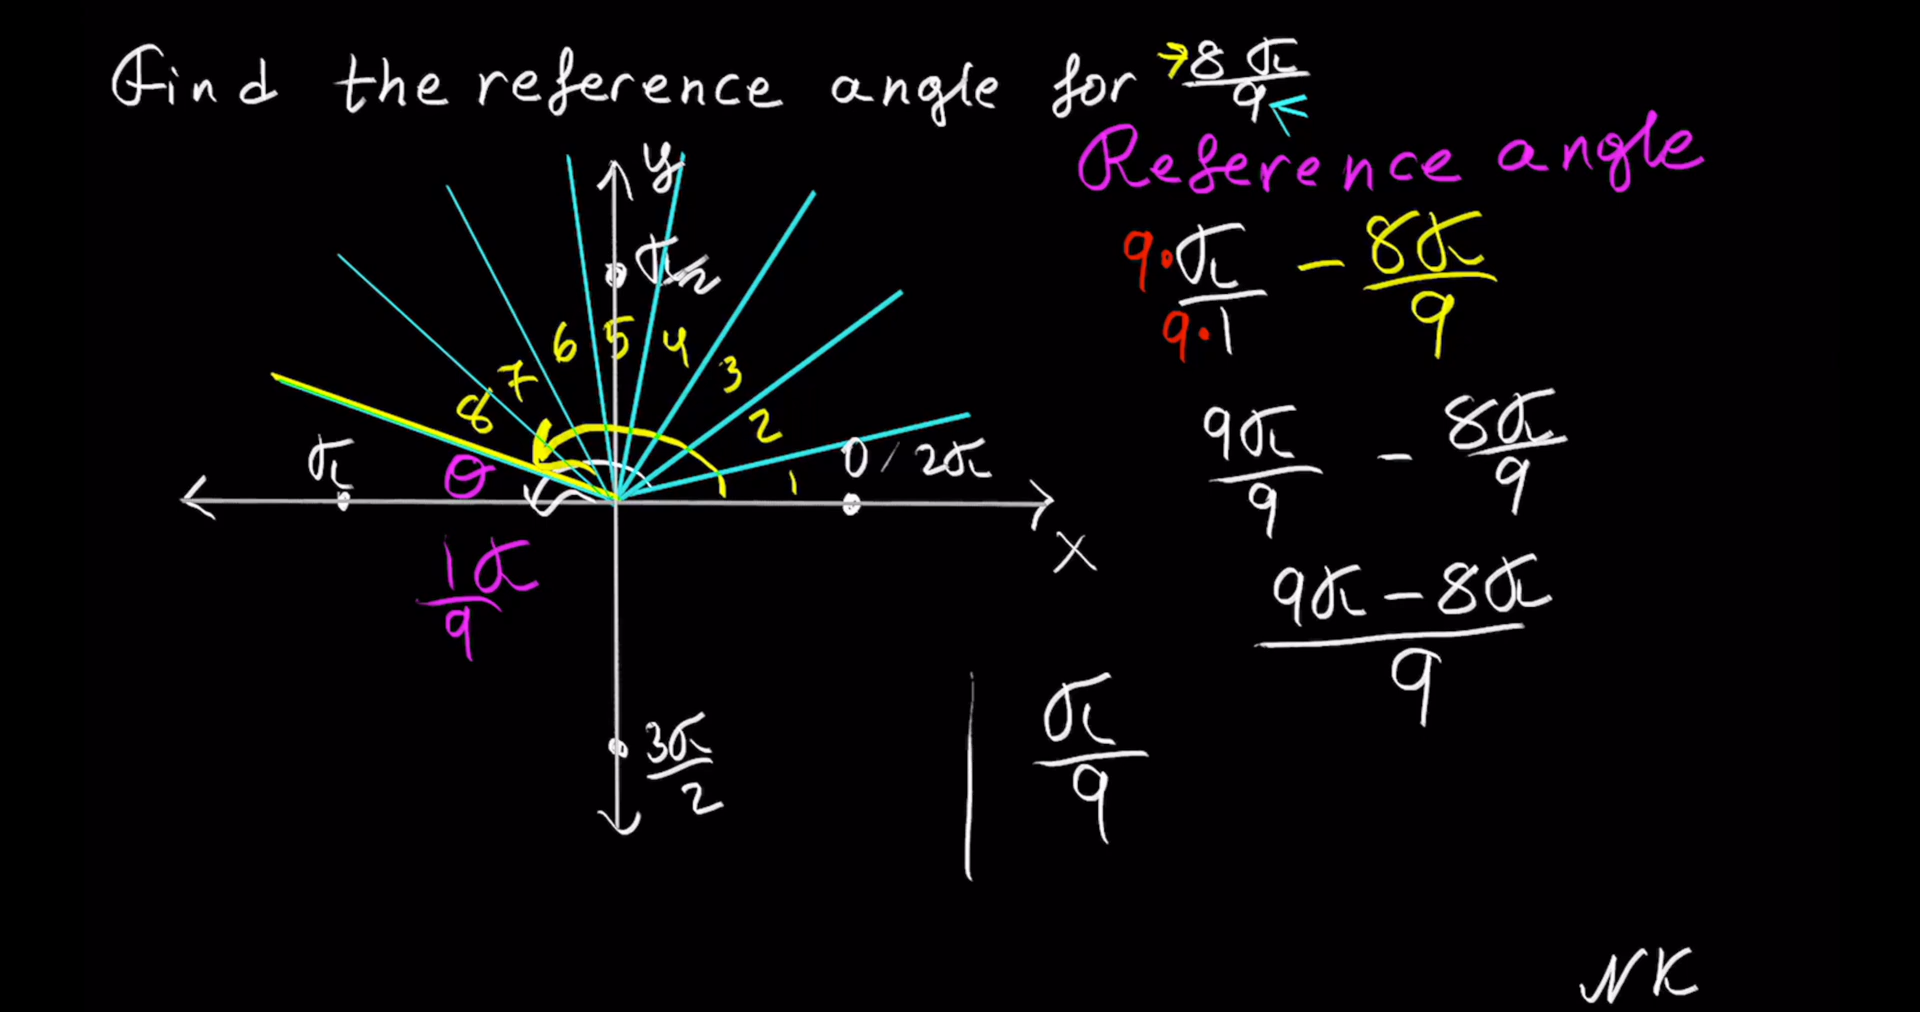 Find the reference angle for 8π/9
Reference angle
9·π/9·1 - 8π/9
9π/9 - 8π/9
9π - 8π/9
π/9
y
π/2
6 5 4
7 3
8 2
π θ 1 0/2π
x
1π/9
3π/2
NK